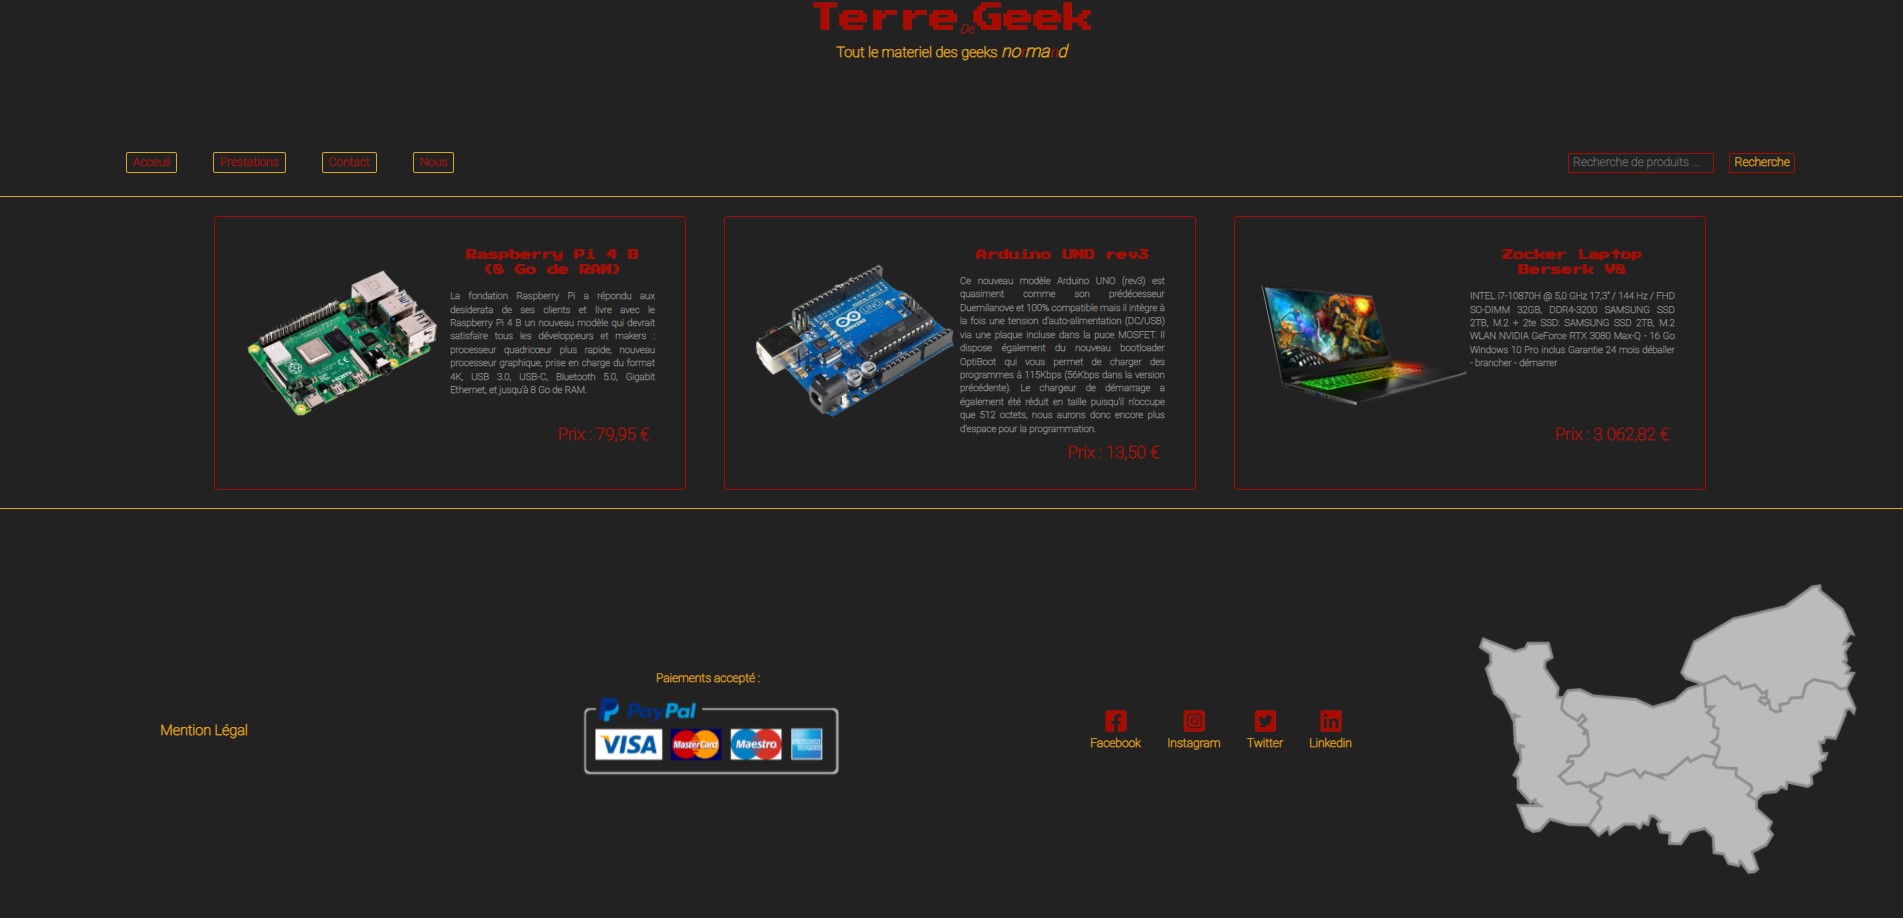 Terre De Geek
Tout le materiel des geeks normand
Acceuil
Prestations
Contact
Nous
Recherche de produits ...
Recherche
Raspberry Pi 4 B
(8 Go de RAM)
La fondation Raspberry Pi a répondu aux
desiderata de ses clients et livre avec le
Raspberry Pi 4 B un nouveau modèle qui devrait
satisfaire tous les développeurs et makers :
processeur quadricœur plus rapide, nouveau
processeur graphique, prise en charge du format
4K, USB 3.0, USB-C, Bluetooth 5.0, Gigabit
Ethernet, et jusqu'à 8 Go de RAM.
Prix : 79,95 €
Arduino UNO rev3
Ce nouveau modèle Arduino UNO (rev3) est
quasiment comme son prédécesseur
Duemilanove et 100% compatible mais il intègre à
la fois une tension d'auto-alimentation (DC/USB)
via une plaque incluse dans la puce MOSFET. Il
dispose également du nouveau bootloader
OptiBoot qui vous permet de charger des
programmes à 115Kbps (56Kbps dans la version
précédente). Le chargeur de démarrage a
également été réduit en taille puisqu'il n'occupe
que 512 octets, nous aurons donc encore plus
d'espace pour la programmation.
Prix : 13,50 €
Zocker Laptop
Berserk V8
INTEL i7-10870H @ 5,0 GHz 17,3" / 144 Hz / FHD
SO-DIMM 32GB, DDR4-3200 SAMSUNG SSD
2TB, M.2 + 2te SSD: SAMSUNG SSD 2TB, M.2
WLAN NVIDIA GeForce RTX 3080 Max-Q - 16 Go
Windows 10 Pro inclus Garantie 24 mois déballer
- brancher - démarrer
Prix : 3 062,82 €
Mention Légal
Paiements accepté :
PayPal
VISA
MasterCard
Maestro
Facebook
Instagram
Twitter
Linkedin